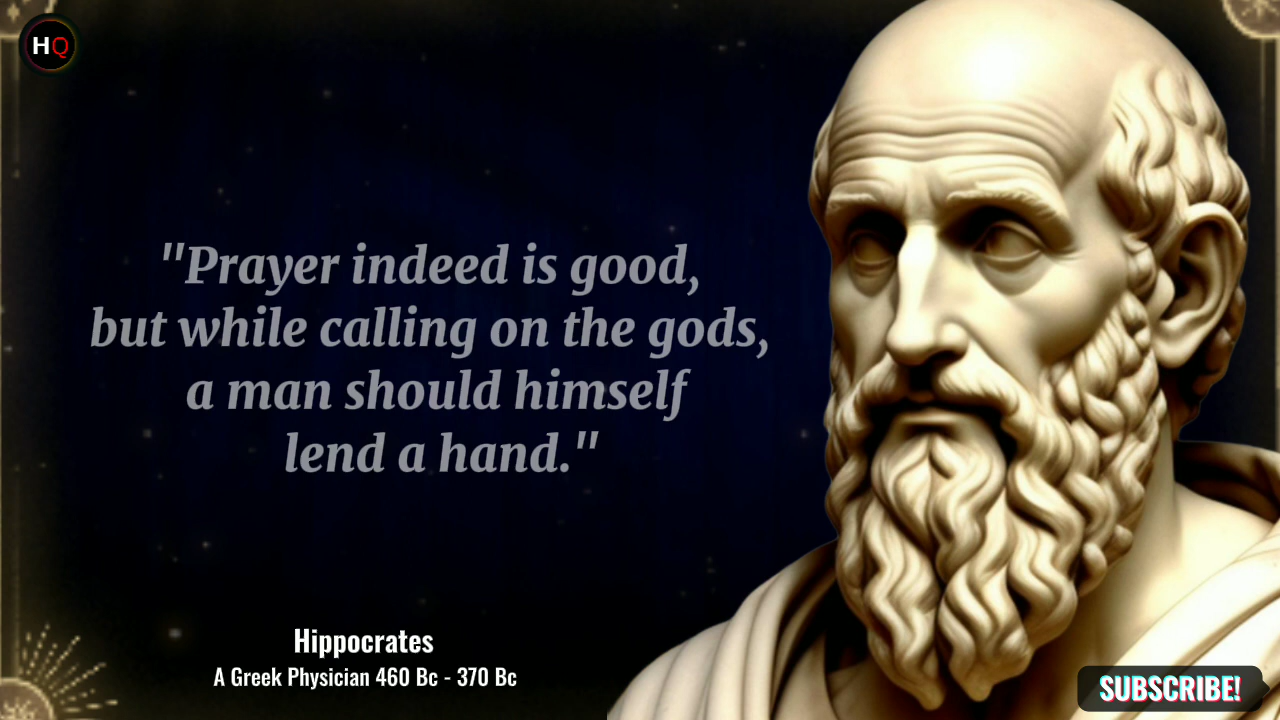 HQ
"Prayer indeed is good,
but while calling on the gods,
a man should himself
lend a hand."
Hippocrates
A Greek Physician 460 Bc - 370 Bc
SUBSCRIBE!